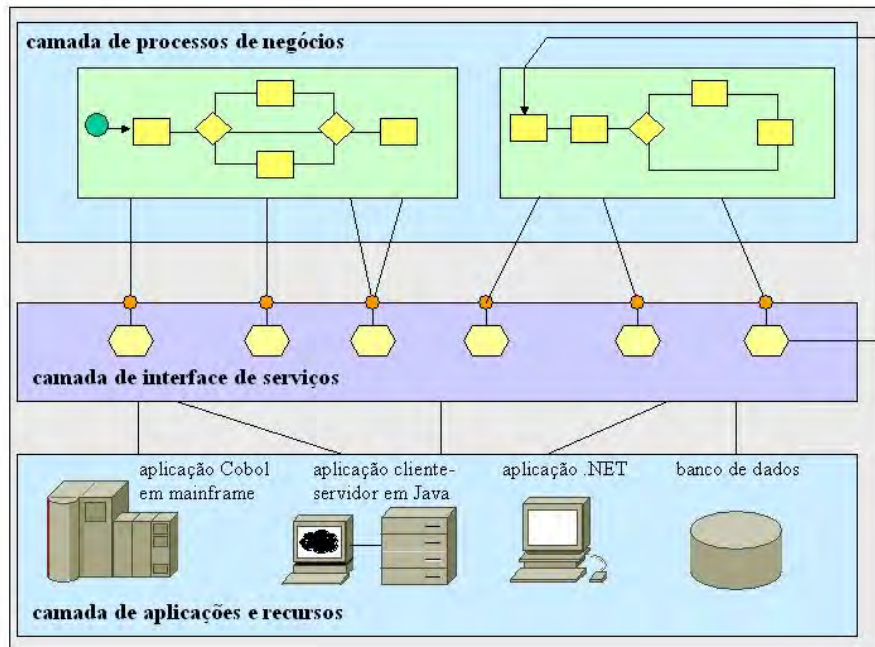 camada de processos de negócios
camada de interface de serviços
aplicação Cobol
em mainframe
aplicação cliente-
servidor em Java
aplicação .NET
banco de dados
camada de aplicações e recursos